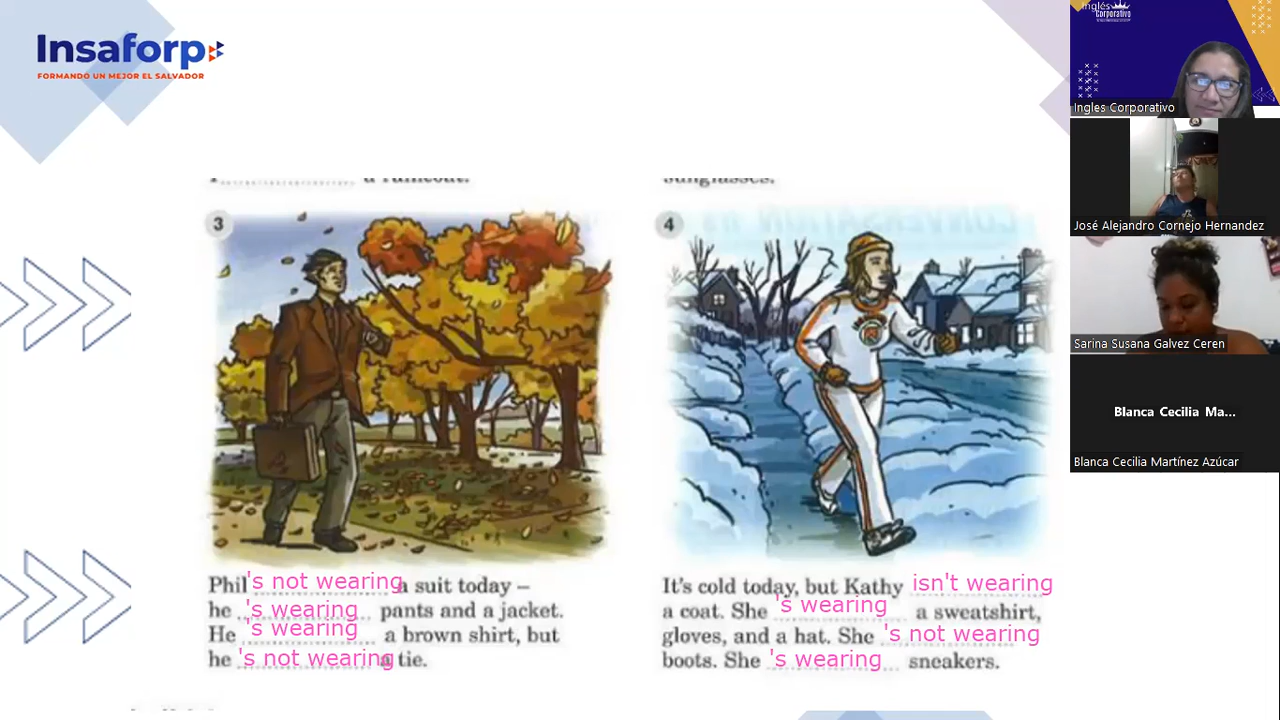 Insaforp
FORMANDO UN MEJOR EL SALVADOR
a raincoat.
sunglasses.
3
4
Phil 's not wearing a suit today –
he 's wearing pants and a jacket.
He 's wearing a brown shirt, but
he 's not wearing a tie.
It's cold today, but Kathy isn't wearing
a coat. She 's wearing a sweatshirt,
gloves, and a hat. She 's not wearing
boots. She 's wearing sneakers.
Inglés
Corporativo
Ingles Corporativo
José Alejandro Cornejo Hernandez
Sarina Susana Galvez Ceren
Blanca Cecilia Ma...
Blanca Cecilia Martínez Azúcar